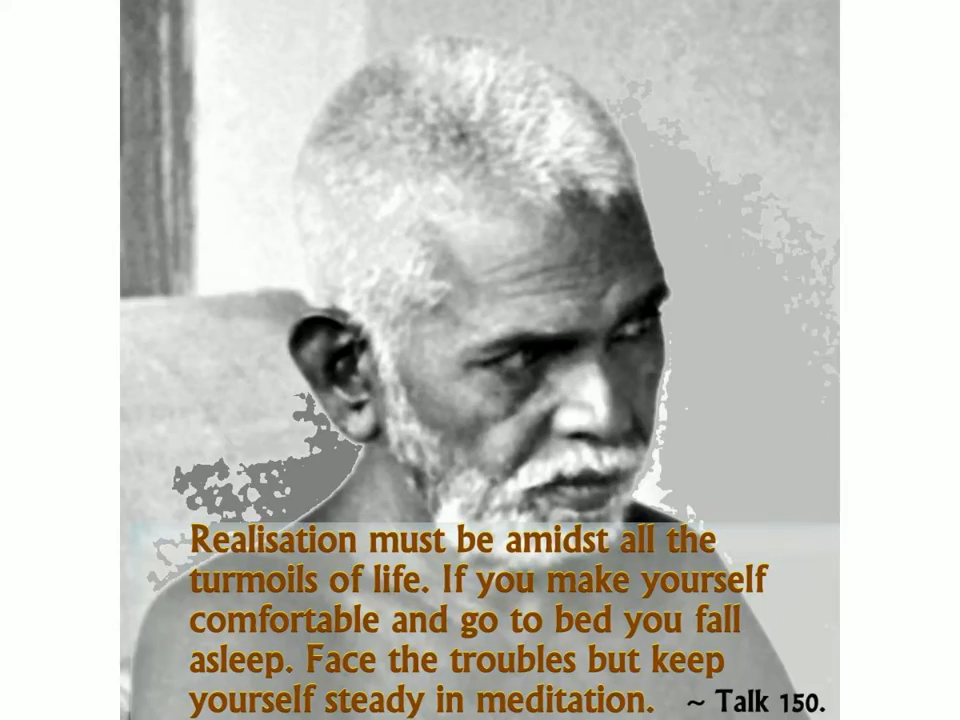 Realisation must be amidst all the
turmoils of life. If you make yourself
comfortable and go to bed you fall
asleep. Face the troubles but keep
yourself steady in meditation. ~ Talk 150.